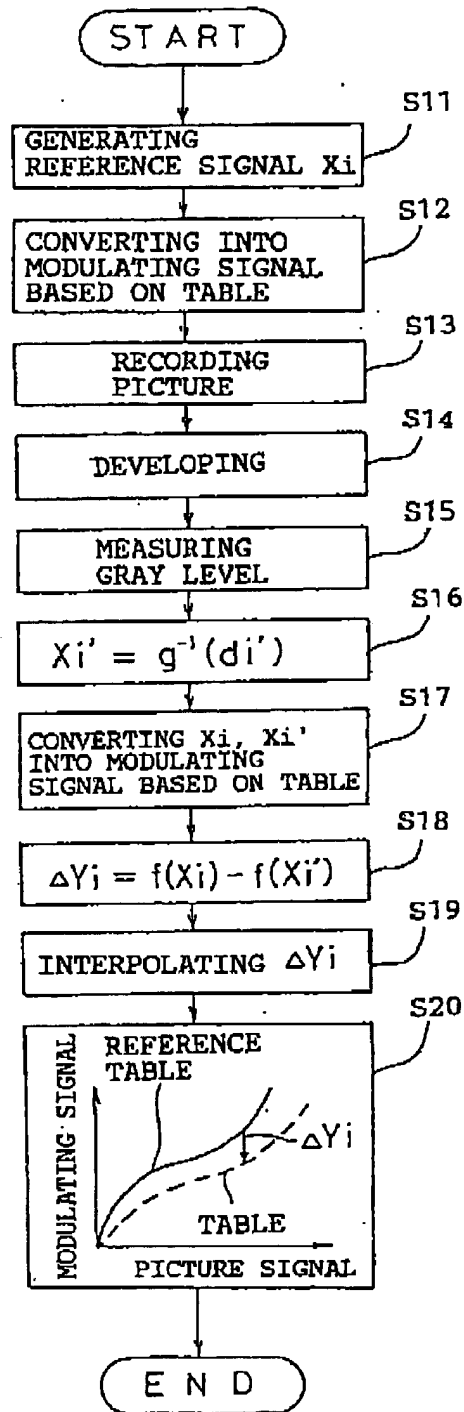 START
S11
GENERATING
REFERENCE SIGNAL Xi
S12
CONVERTING INTO
MODULATING SIGNAL
BASED ON TABLE
S13
RECORDING
PICTURE
S14
DEVELOPING
S15
MEASURING
GRAY LEVEL
S16
Xi' = g⁻¹(di')
S17
CONVERTING Xi, Xi'
INTO MODULATING
SIGNAL BASED ON TABLE
S18
ΔYi = f(Xi) - f(Xi')
S19
INTERPOLATING ΔYi
S20
MODULATING SIGNAL
REFERENCE
TABLE
ΔYi
TABLE
PICTURE SIGNAL
END